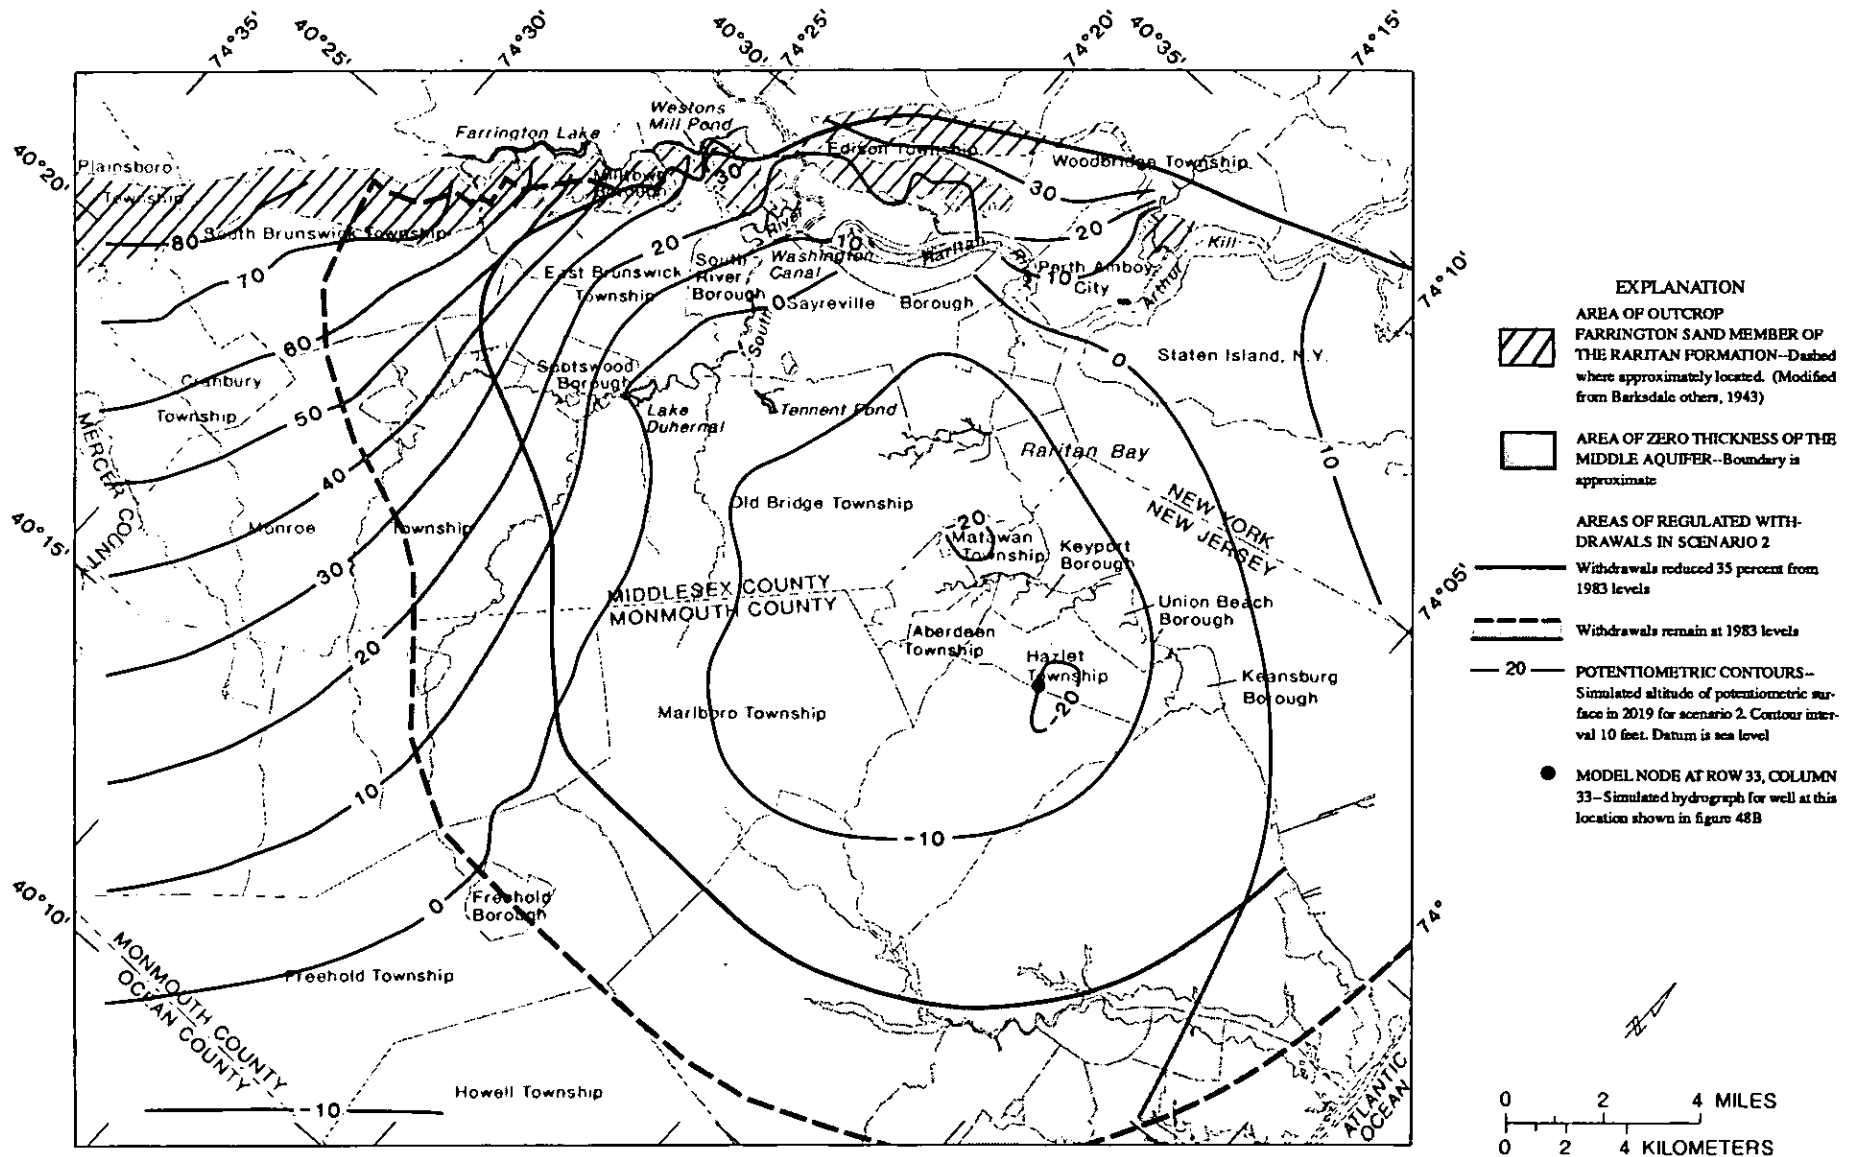 74°35'
40°25'
74°30'
40°30'
74°25'
74°20'
40°35'
74°15'
40°20'
40°15'
40°10'
74°10'
74°05'
74°
Plainsboro
Township
Farrington Lake
Westons
Mill Pond
Milltown
Borough
Edison Township
Woodbridge Township
South Brunswick Township
East Brunswick
Township
South
River
Borough
River
Washington
Canal
Raritan
Perth Amboy
City
Arthur
Kill
Sayreville Borough
South
Staten Island, N.Y.
Cranbury
Township
Spotswood
Borough
Lake
Duhernal
Tennent Pond
Raritan Bay
MERCER COUNTY
Monroe Township
Old Bridge Township
NEW YORK
NEW JERSEY
Matawan
Township
Keyport
Borough
MIDDLESEX COUNTY
MONMOUTH COUNTY
Union Beach
Borough
Aberdeen
Township
Hazlet
Township
Keansburg
Borough
Marlboro Township
Freehold
Borough
Freehold Township
MONMOUTH COUNTY
OCEAN COUNTY
Howell Township
ATLANTIC
OCEAN
80
70
60
50
40
30
20
10
0
-10
30
20
10
0
30
20
10
0
-10
-20
-20
-10
EXPLANATION
AREA OF OUTCROP
FARRINGTON SAND MEMBER OF
THE RARITAN FORMATION--Dashed
where approximately located. (Modified
from Barksdale others, 1943)
AREA OF ZERO THICKNESS OF THE
MIDDLE AQUIFER--Boundary is
approximate
AREAS OF REGULATED WITH-
DRAWALS IN SCENARIO 2
Withdrawals reduced 35 percent from
1983 levels
Withdrawals remain at 1983 levels
20
POTENTIOMETRIC CONTOURS--
Simulated altitude of potentiometric sur-
face in 2019 for scenario 2. Contour inter-
val 10 feet. Datum is sea level
MODEL NODE AT ROW 33, COLUMN
33--Simulated hydrograph for well at this
location shown in figure 48B
N
0 2 4 MILES
0 2 4 KILOMETERS